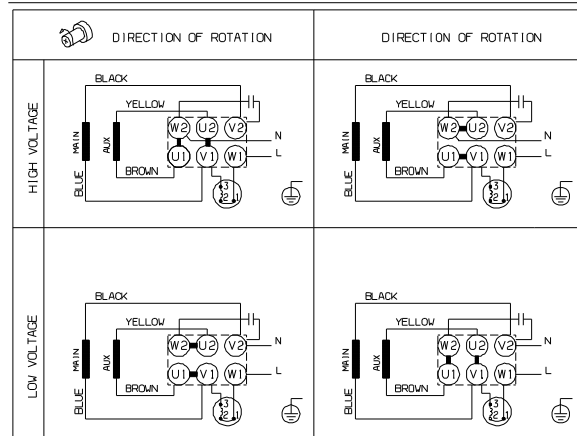 DIRECTION OF ROTATION
DIRECTION OF ROTATION
HIGH VOLTAGE
BLACK
YELLOW
MAIN
AUX
W2 U2 V2
N
U1 V1 W1
L
BROWN
BLUE
3
2 1
BLACK
YELLOW
MAIN
AUX
W2 U2 V2
N
U1 V1 W1
L
BROWN
BLUE
3
2 1
LOW VOLTAGE
BLACK
YELLOW
MAIN
AUX
W2 U2 V2
N
U1 V1 W1
L
BROWN
BLUE
3
2 1
BLACK
YELLOW
MAIN
AUX
W2 U2 V2
N
U1 V1 W1
L
BROWN
BLUE
3
2 1